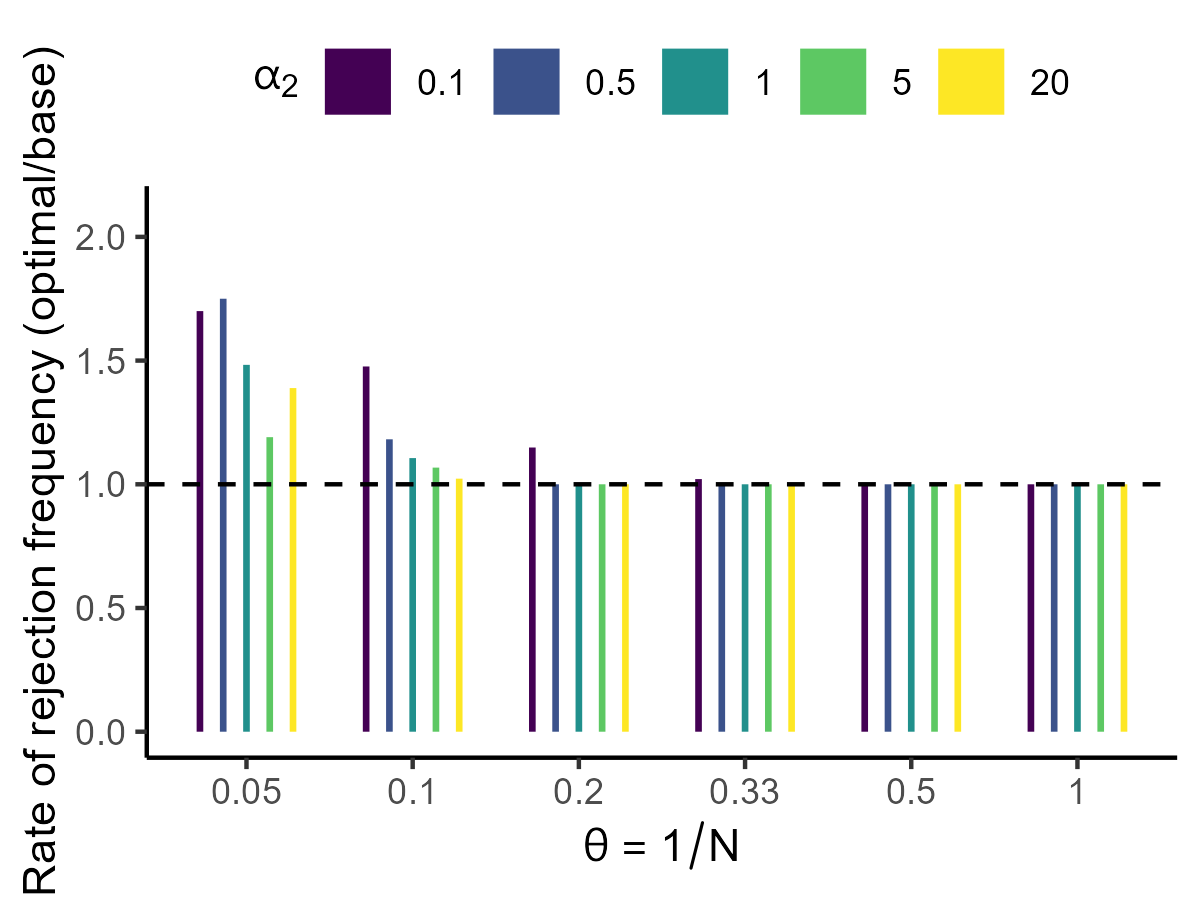 α2 0.1 0.5 1 5 20
Rate of rejection frequency (optimal/base)
2.0
1.5
1.0
0.5
0.0
0.05 0.1 0.2 0.33 0.5 1
θ = 1/N